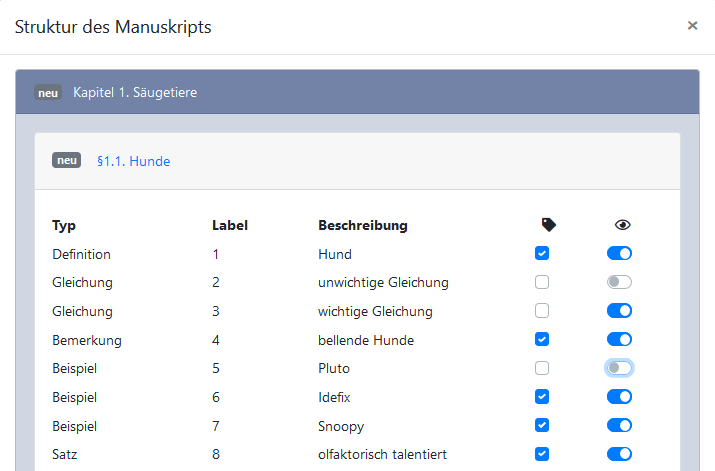 Struktur des Manuskripts ×
neu Kapitel 1. Säugetiere
neu §1.1. Hunde
Typ Label Beschreibung
Definition 1 Hund
Gleichung 2 unwichtige Gleichung
Gleichung 3 wichtige Gleichung
Bemerkung 4 bellende Hunde
Beispiel 5 Pluto
Beispiel 6 Idefix
Beispiel 7 Snoopy
Satz 8 olfaktorisch talentiert